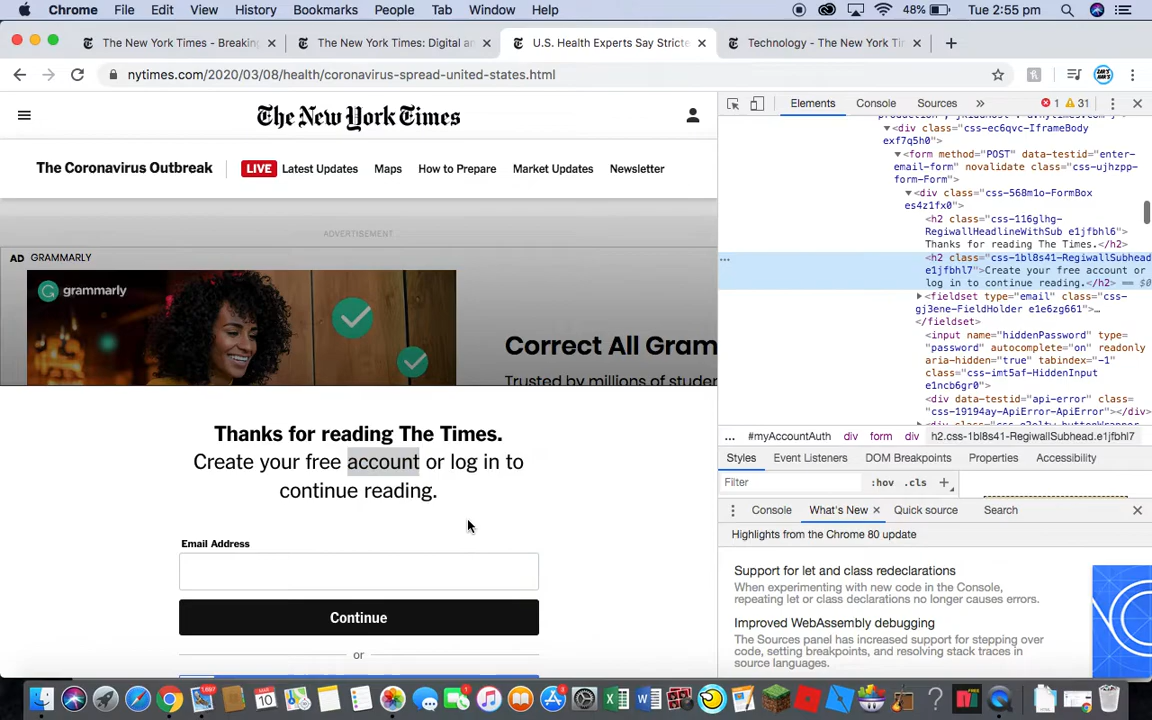 Chrome File Edit View History Bookmarks People Tab Window Help 48% Tue 2:55 pm
The New York Times - Breaking The New York Times: Digital an U.S. Health Experts Say Stricte Technology - The New York Tim
nytimes.com/2020/03/08/health/coronavirus-spread-united-states.html
The New York Times
The Coronavirus Outbreak LIVE Latest Updates Maps How to Prepare Market Updates Newsletter
ADVERTISEMENT
AD GRAMMARLY
grammarly
Correct All Gram
Trusted by millions of studen
Thanks for reading The Times.
Create your free account or log in to
continue reading.
Email Address
Continue
or
Elements Console Sources » 1 31
<div class="css-ec6qvc-IframeBody
exf7q5h0">
<form method="POST" data-testid="enter-
email-form" novalidate class="css-ujhzpp-
form-Form">
<div class="css-568m1o-FormBox
es4z1fx0">
<h2 class="css-116glhg-
RegiwallHeadlineWithSub e1jfbhl6">
Thanks for reading The Times.</h2>
<h2 class="css-1bl8s41-RegiwallSubhead
e1jfbhl7">Create your free account or
log in to continue reading.</h2> == $0
<fieldset type="email" class="css-
gj3ene-FieldHolder e1e6zg661">…
</fieldset>
<input name="hiddenPassword" type=
"password" autocomplete="on" readonly
aria-hidden="true" tabindex="-1"
class="css-imt5af-HiddenInput
e1ncb6gr0">
<div data-testid="api-error" class=
"css-19194ay-ApiError-ApiError"></div>
... #myAccountAuth div form h2.css-1bl8s41-RegiwallSubhead.e1jfbhl7
Styles Event Listeners DOM Breakpoints Properties Accessibility
Filter :hov .cls +
Console What's New × Quick source Search
Highlights from the Chrome 80 update
Support for let and class redeclarations
When experimenting with new code in the Console,
repeating let or class declarations no longer causes errors.
Improved WebAssembly debugging
The Sources panel has increased support for stepping over
code, setting breakpoints, and resolving stack traces in
source languages.